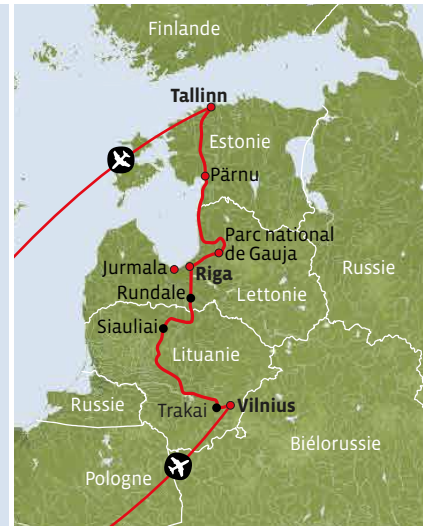 Finlande
Tallinn
Estonie
Pärnu
Parc national
de Gauja
Jurmala
Riga
Russie
Rundale
Lettonie
Siauliai
Lituanie
Russie
Trakai
Vilnius
Biélorussie
Pologne